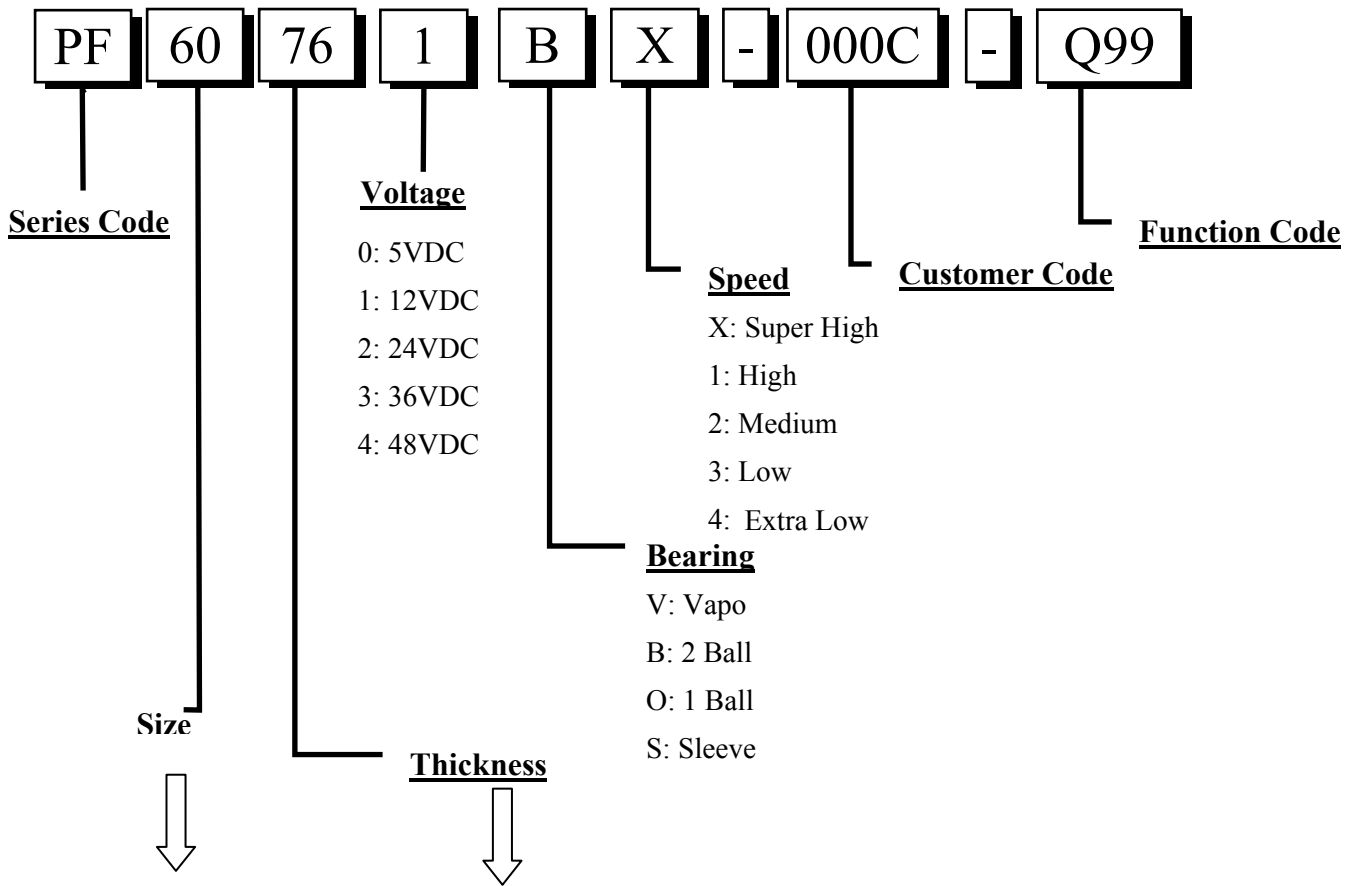 PF 60 76 1 B X - 000C - Q99
Series Code
Voltage
0: 5VDC
1: 12VDC
2: 24VDC
3: 36VDC
4: 48VDC
Function Code
Customer Code
Speed
X: Super High
1: High
2: Medium
3: Low
4: Extra Low
Bearing
V: Vapo
B: 2 Ball
O: 1 Ball
S: Sleeve
Size
Thickness